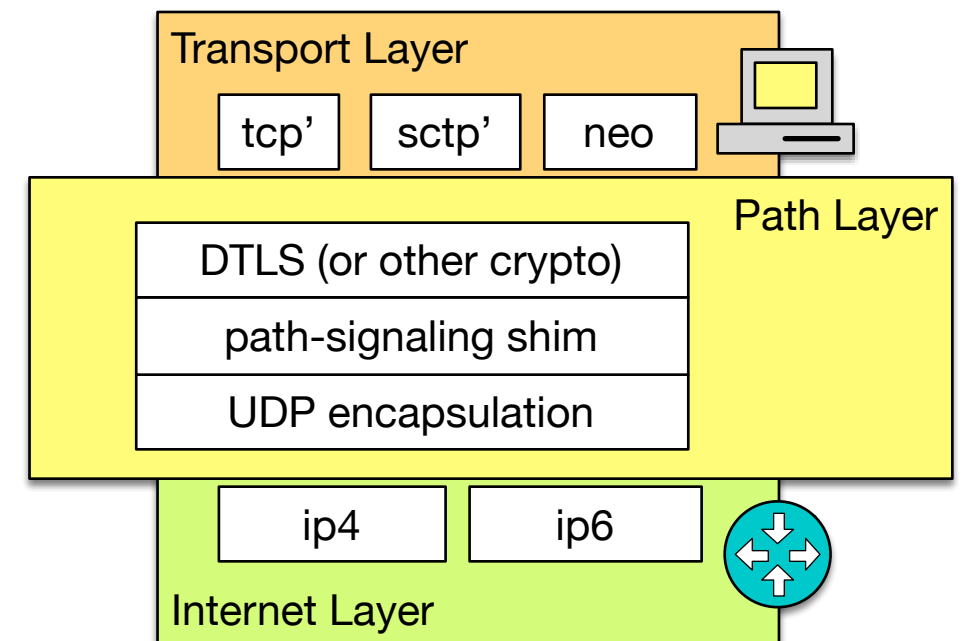 Transport Layer
tcp’ sctp’ neo
Path Layer
DTLS (or other crypto)
path-signaling shim
UDP encapsulation
ip4 ip6
Internet Layer